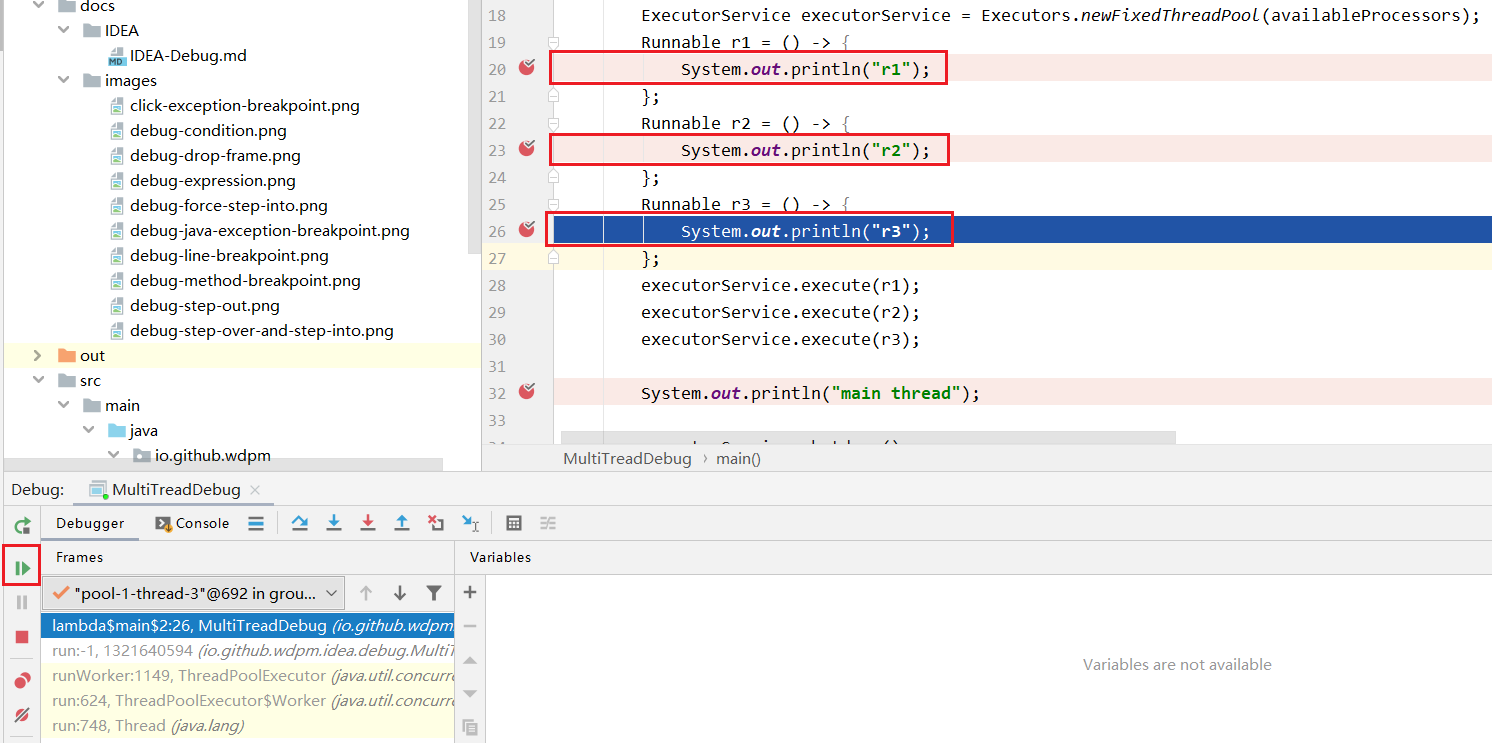 docs
IDEA
IDEA-Debug.md
images
click-exception-breakpoint.png
debug-condition.png
debug-drop-frame.png
debug-expression.png
debug-force-step-into.png
debug-java-exception-breakpoint.png
debug-line-breakpoint.png
debug-method-breakpoint.png
debug-step-out.png
debug-step-over-and-step-into.png
out
src
main
java
io.github.wdpm
18 ExecutorService executorService = Executors.newFixedThreadPool(availableProcessors);
19 Runnable r1 = () -> {
20 System.out.println("r1");
21 };
22 Runnable r2 = () -> {
23 System.out.println("r2");
24 };
25 Runnable r3 = () -> {
26 System.out.println("r3");
27 };
28 executorService.execute(r1);
29 executorService.execute(r2);
30 executorService.execute(r3);
31
32 System.out.println("main thread");
33
MultiTreadDebug › main()
Debug: MultiTreadDebug
Debugger Console
Frames
Variables
"pool-1-thread-3"@692 in grou...
lambda$main$2:26, MultiTreadDebug (io.github.wdpm
run:-1, 1321640594 (io.github.wdpm.idea.debug.MultiT
runWorker:1149, ThreadPoolExecutor (java.util.concurre
run:624, ThreadPoolExecutor$Worker (java.util.concurre
run:748, Thread (java.lang)
Variables are not available